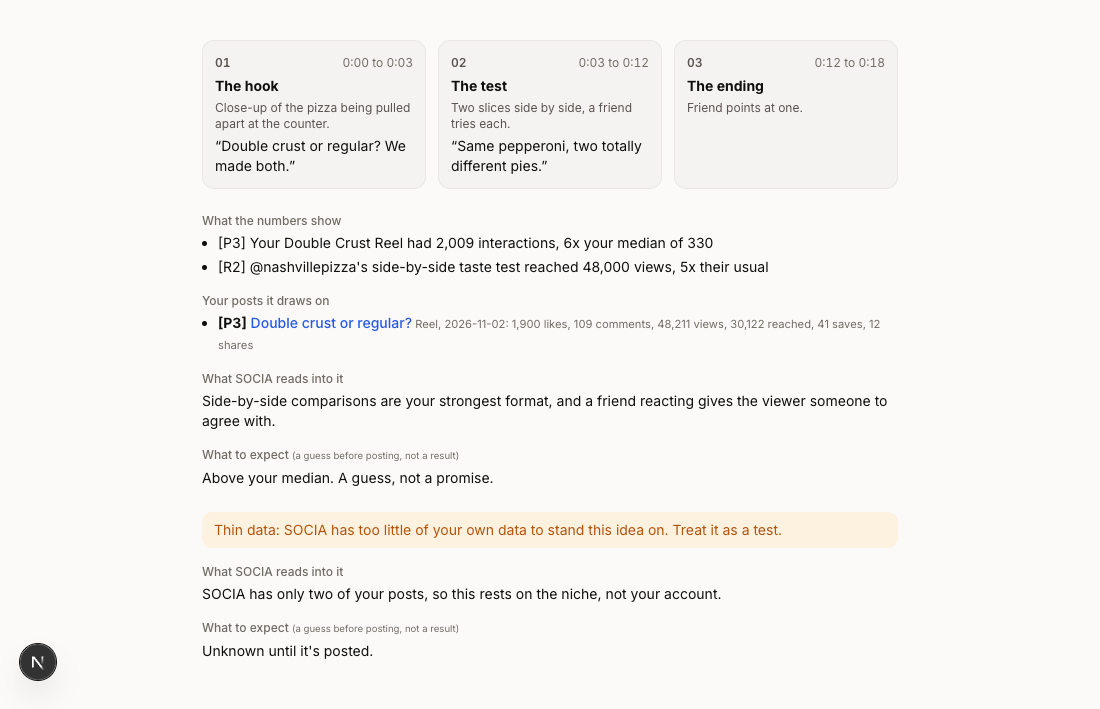 01 0:00 to 0:03
The hook
Close-up of the pizza being pulled
apart at the counter.
“Double crust or regular? We
made both.”
02 0:03 to 0:12
The test
Two slices side by side, a friend
tries each.
“Same pepperoni, two totally
different pies.”
03 0:12 to 0:18
The ending
Friend points at one.
What the numbers show
• [P3] Your Double Crust Reel had 2,009 interactions, 6x your median of 330
• [R2] @nashvillepizza's side-by-side taste test reached 48,000 views, 5x their usual
Your posts it draws on
• [P3] Double crust or regular? Reel, 2026-11-02: 1,900 likes, 109 comments, 48,211 views, 30,122 reached, 41 saves, 12
shares
What SOCIA reads into it
Side-by-side comparisons are your strongest format, and a friend reacting gives the viewer someone to
agree with.
What to expect (a guess before posting, not a result)
Above your median. A guess, not a promise.
Thin data: SOCIA has too little of your own data to stand this idea on. Treat it as a test.
What SOCIA reads into it
SOCIA has only two of your posts, so this rests on the niche, not your account.
What to expect (a guess before posting, not a result)
Unknown until it's posted.
N